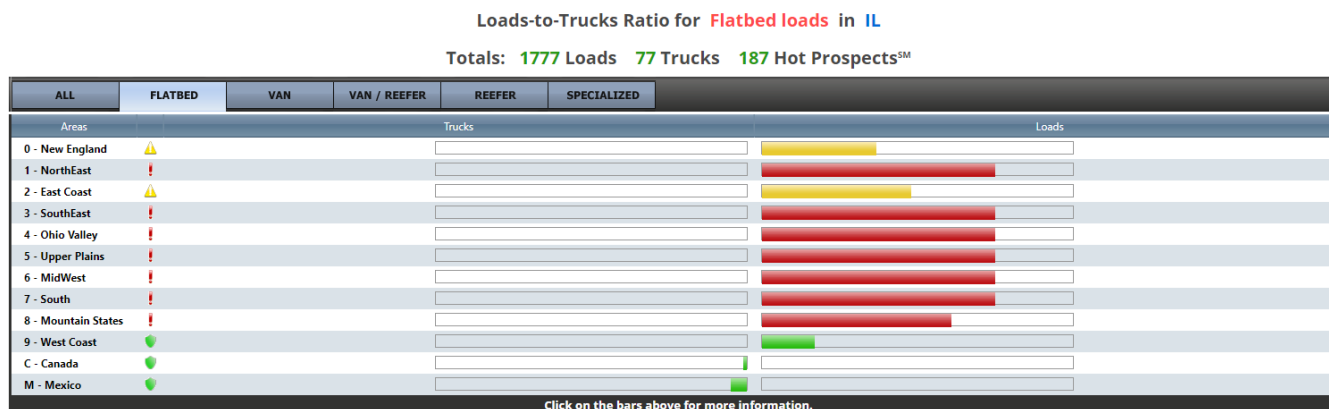 Loads-to-Trucks Ratio for Flatbed loads in IL
Totals: 1777 Loads 77 Trucks 187 Hot Prospects℠
ALL FLATBED VAN VAN / REEFER REEFER SPECIALIZED
Areas Trucks Loads
0 - New England
1 - NorthEast
2 - East Coast
3 - SouthEast
4 - Ohio Valley
5 - Upper Plains
6 - MidWest
7 - South
8 - Mountain States
9 - West Coast
C - Canada
M - Mexico
Click on the bars above for more information.